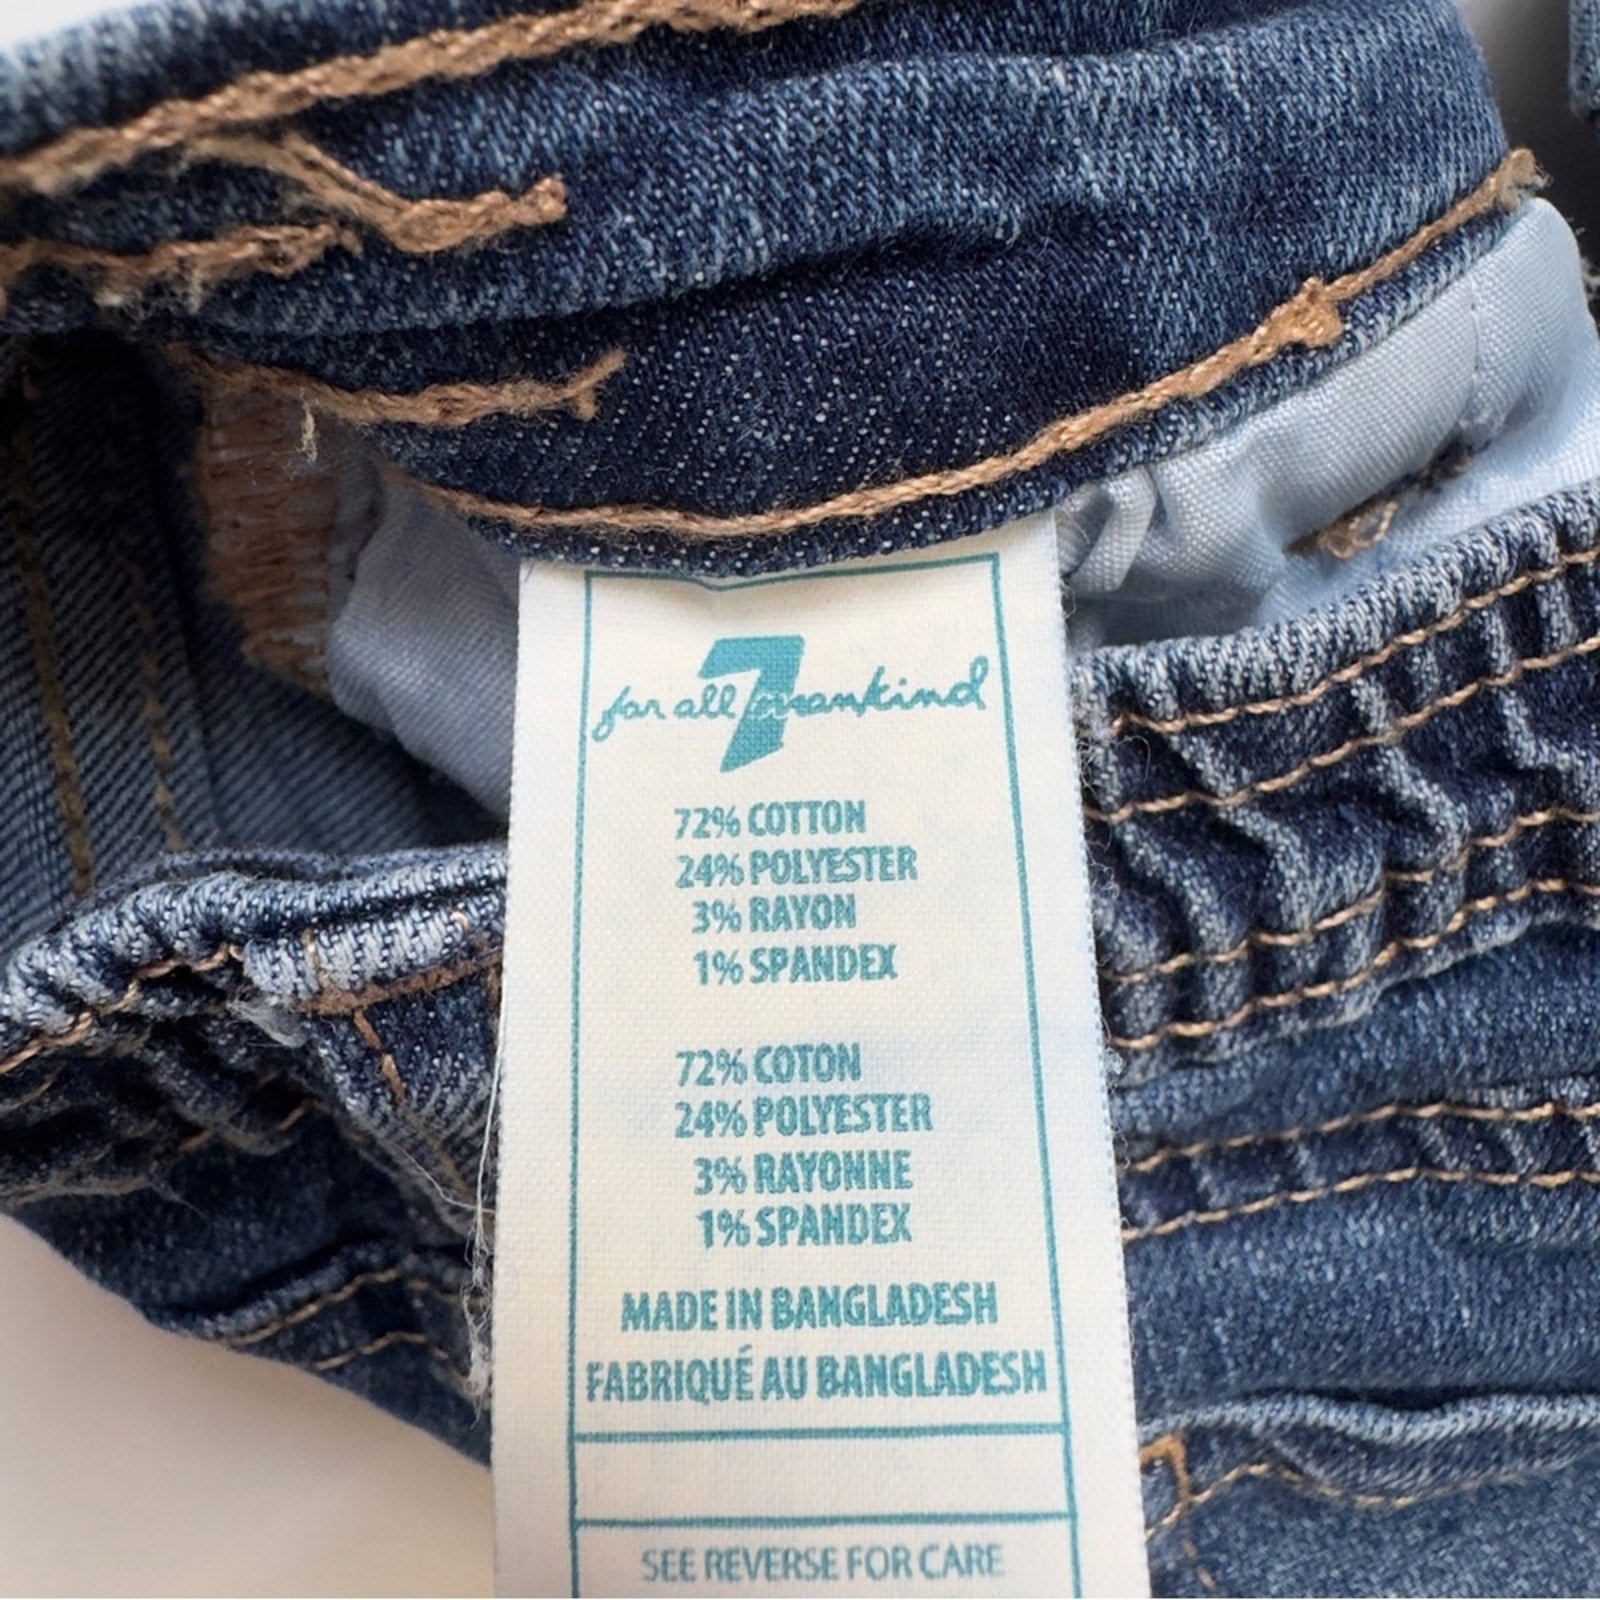 7
for all mankind
72% COTTON
24% POLYESTER
3% RAYON
1% SPANDEX
72% COTON
24% POLYESTER
3% RAYONNE
1% SPANDEX
MADE IN BANGLADESH
FABRIQUÉ AU BANGLADESH
SEE REVERSE FOR CARE